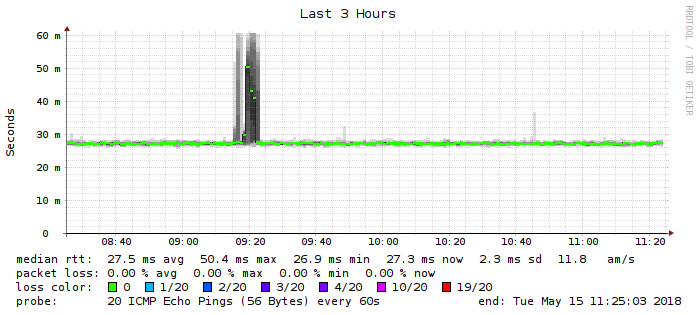 Last 3 Hours
RRDTOOL / TOBI OETIKER
Seconds
60 m
50 m
40 m
30 m
20 m
10 m
0
08:40 09:00 09:20 09:40 10:00 10:20 10:40 11:00 11:20
median rtt: 27.5 ms avg 50.4 ms max 26.9 ms min 27.3 ms now 2.3 ms sd 11.8 am/s
packet loss: 0.00 % avg 0.00 % max 0.00 % min 0.00 % now
loss color: 0 1/20 2/20 3/20 4/20 10/20 19/20
probe: 20 ICMP Echo Pings (56 Bytes) every 60s end: Tue May 15 11:25:03 2018